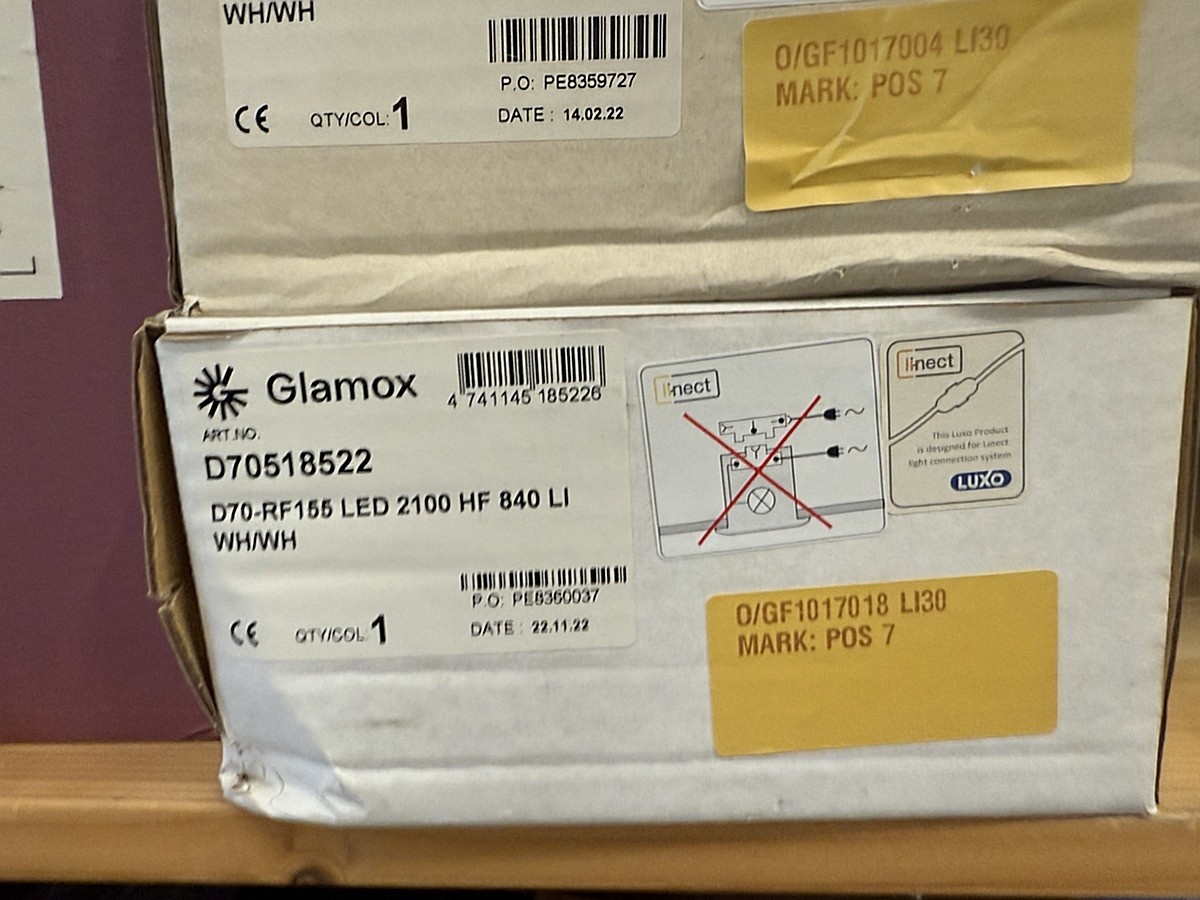 WH/WH
P.O: PE8359727
CE QTY/COL: 1
DATE : 14.02.22
O/GF1017004 LI30
MARK: POS 7
Glamox
4 741145 185226
ART.NO.
D70518522
D70-RF155 LED 2100 HF 840 LI
WH/WH
P.O: PE8360037
CE QTY/COL: 1
DATE : 22.11.22
linect
linect
This Luxo Product
is designed for Linect
light connection system
LUXO
O/GF1017018 LI30
MARK: POS 7